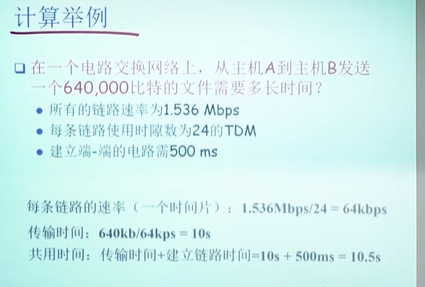 计算举例
在一个电路交换网络上，从主机A到主机B发送
一个640,000比特的文件需要多长时间？
所有的链路速率为1.536 Mbps
每条链路使用时隙数为24的TDM
建立端-端的电路需500 ms
每条链路的速率（一个时间片）：1.536Mbps/24 = 64kbps
传输时间：640kb/64kps = 10s
共用时间：传输时间+建立链路时间=10s + 500ms = 10.5s